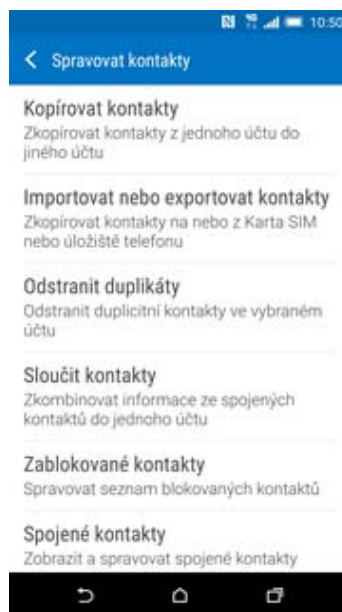 10:50
Spravovat kontakty
Kopírovat kontakty
Zkopírovat kontakty z jednoho účtu do
jiného účtu
Importovat nebo exportovat kontakty
Zkopírovat kontakty na nebo z Karta SIM
nebo úložiště telefonu
Odstranit duplikáty
Odstranit duplicitní kontakty ve vybraném
účtu
Sloučit kontakty
Zkombinovat informace ze spojených
kontaktů do jednoho účtu
Zablokované kontakty
Spravovat seznam blokovaných kontaktů
Spojené kontakty
Zobrazit a spravovat spojené kontakty